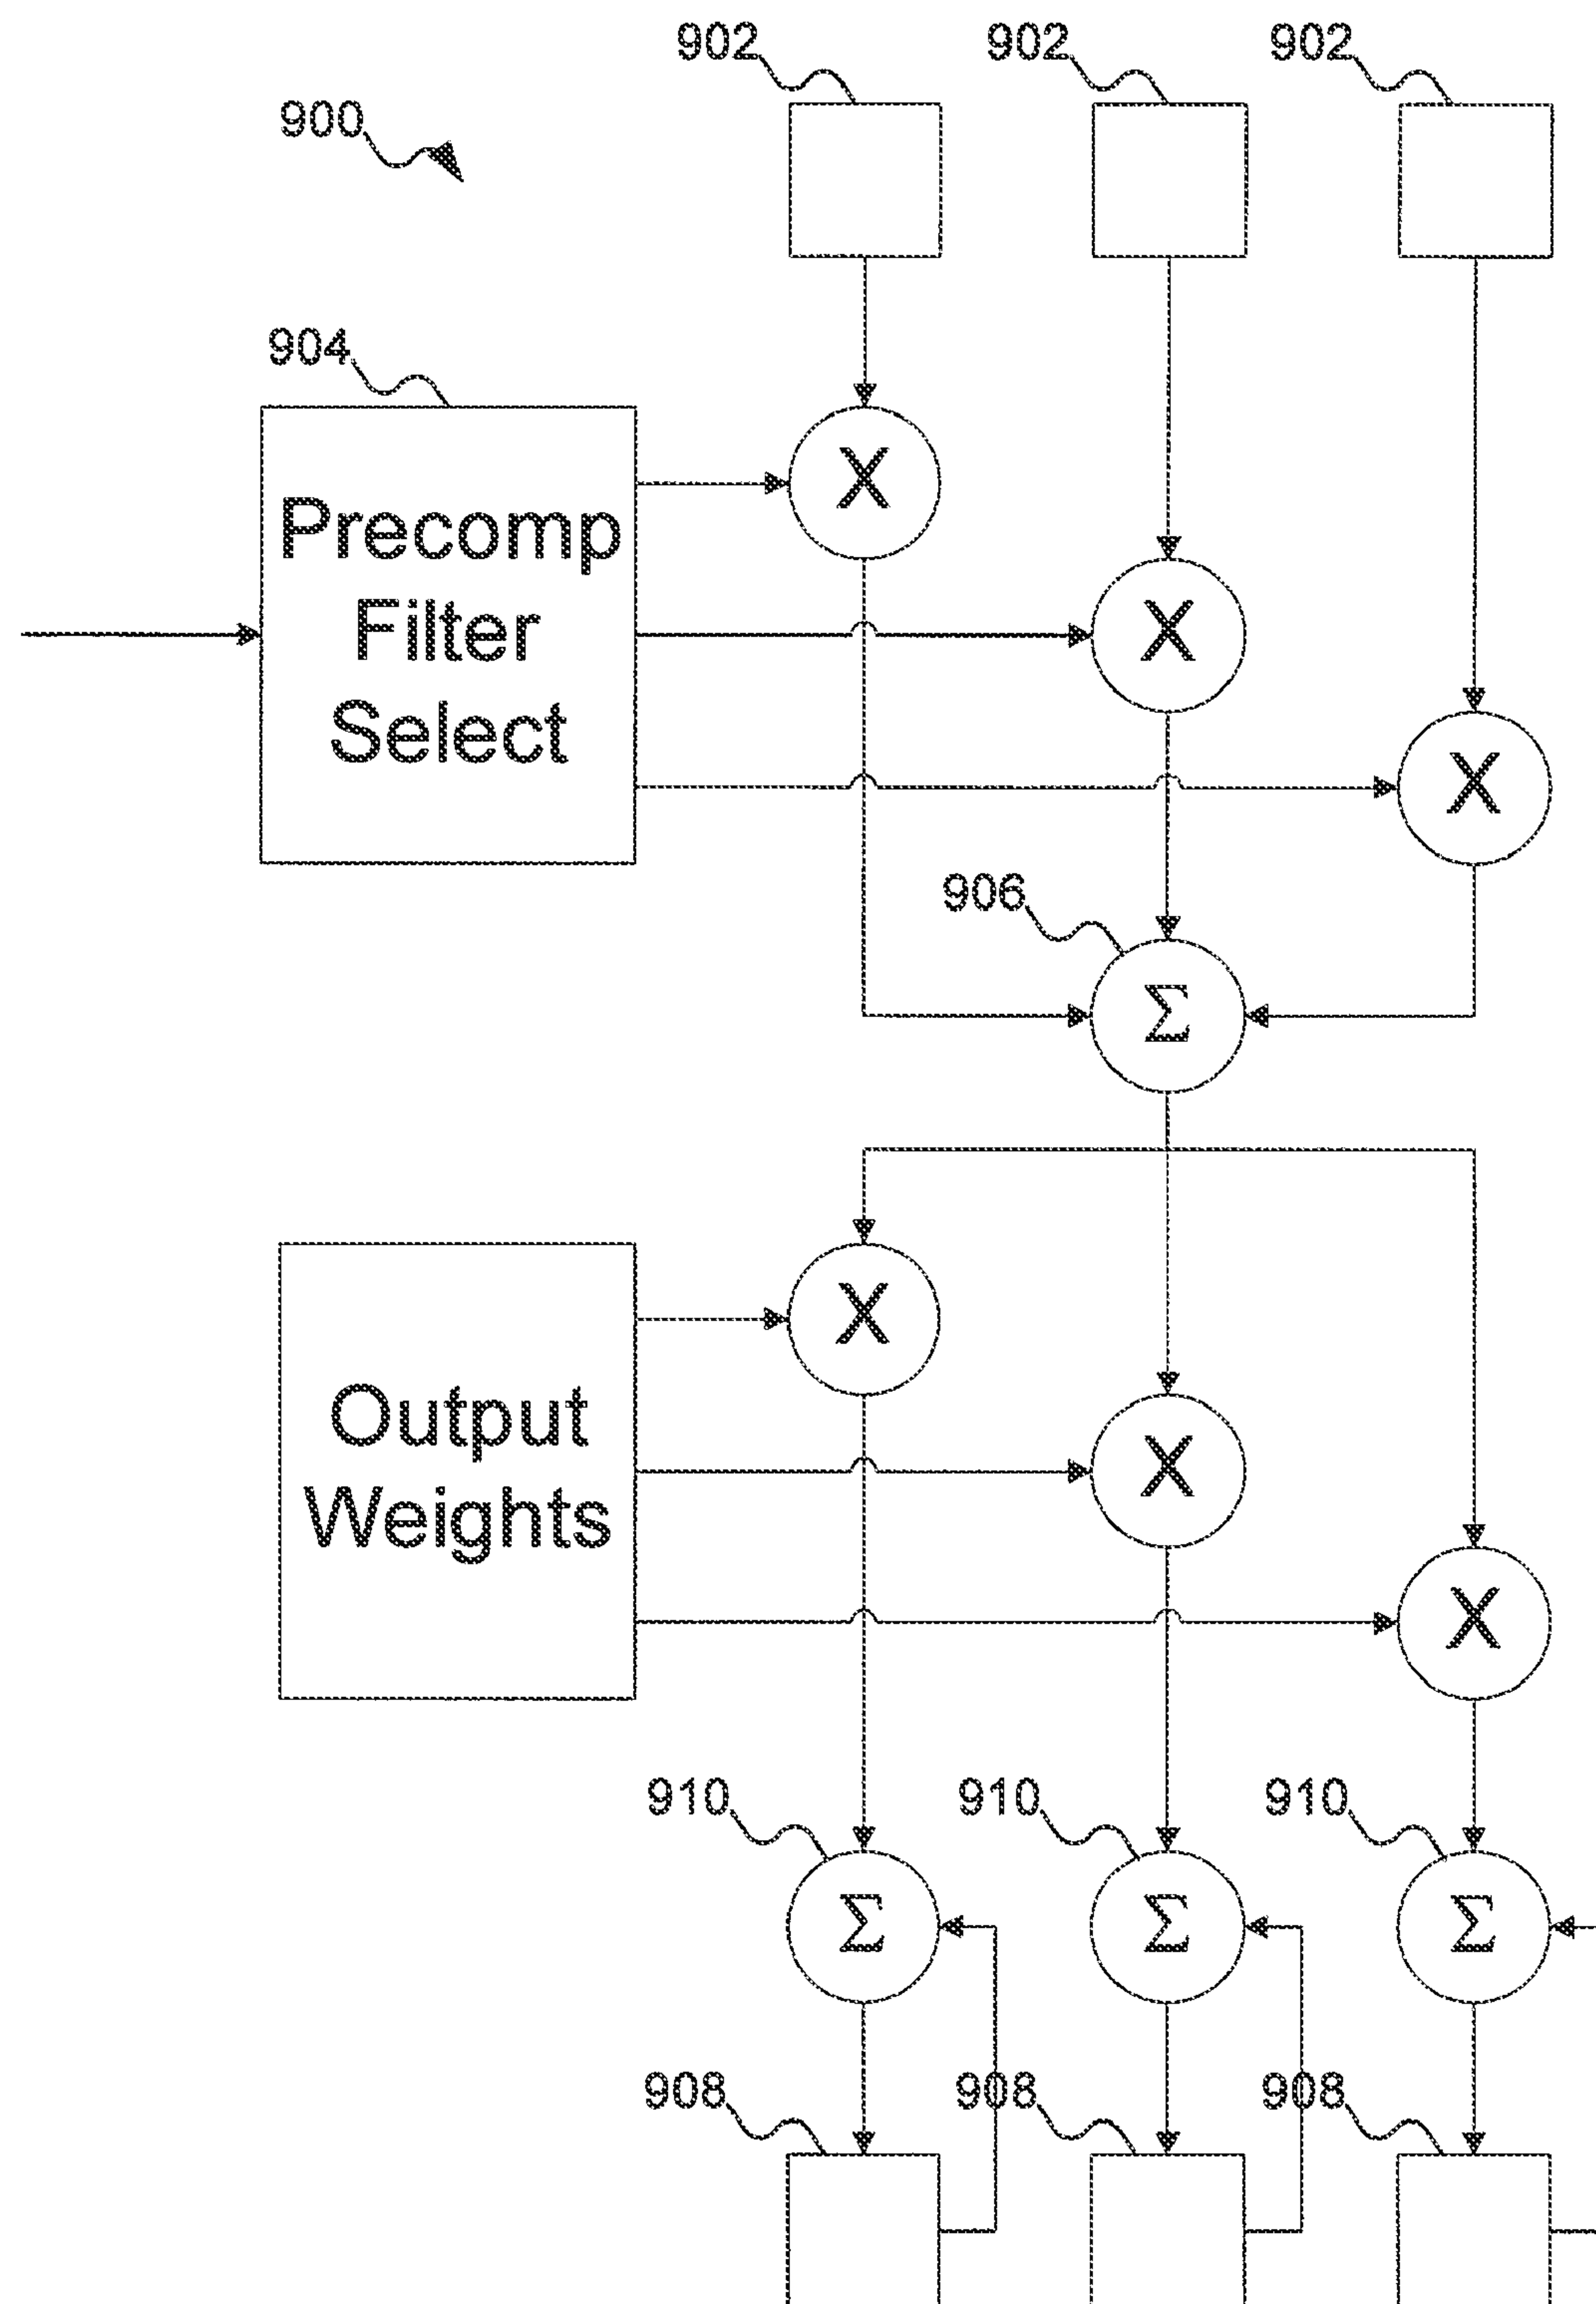 902 902 902
900
904
X
Precomp
Filter
Select
X
X
906
Σ
X
Output
Weights
X
X
910 910 910
Σ Σ Σ
908 908 908